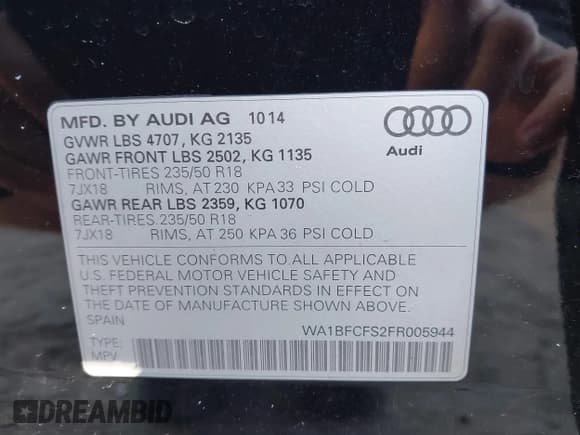 MFD. BY AUDI AG 1014
GVWR LBS 4707, KG 2135
GAWR FRONT LBS 2502, KG 1135
FRONT-TIRES 235/50 R18
7JX18 RIMS, AT 230 KPA 33 PSI COLD
GAWR REAR LBS 2359, KG 1070
REAR-TIRES 235/50 R18
7JX18 RIMS, AT 250 KPA 36 PSI COLD
Audi
THIS VEHICLE CONFORMS TO ALL APPLICABLE
U.S. FEDERAL MOTOR VEHICLE SAFETY AND
THEFT PREVENTION STANDARDS IN EFFECT ON
THE DATE OF MANUFACTURE SHOWN ABOVE.
SPAIN
WA1BFCFS2FR005944
TYPE:
MPV
DREAMBID